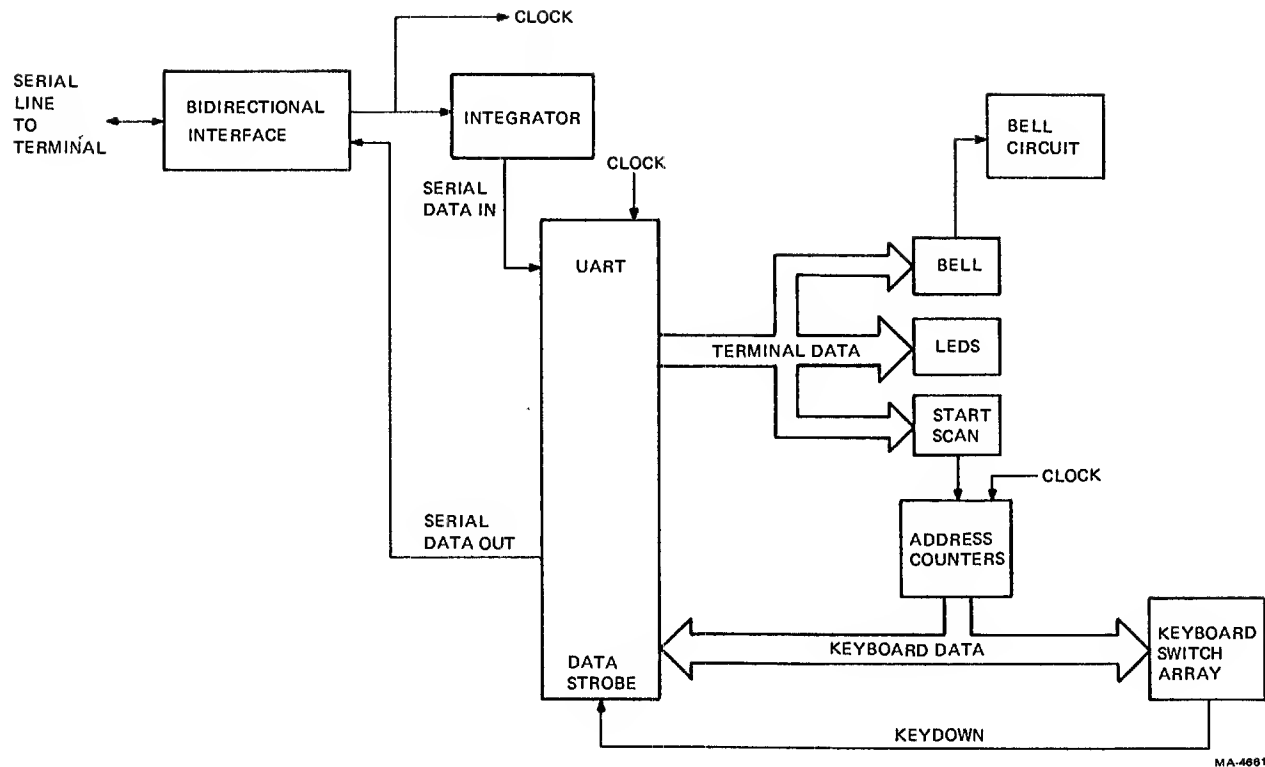 CLOCK
SERIAL
LINE
TO
TERMINAL
BIDIRECTIONAL
INTERFACE
INTEGRATOR
BELL
CIRCUIT
CLOCK
SERIAL
DATA IN
UART
BELL
TERMINAL DATA
LEDS
START
SCAN
CLOCK
SERIAL
DATA OUT
ADDRESS
COUNTERS
KEYBOARD DATA
KEYBOARD
SWITCH
ARRAY
DATA
STROBE
KEYDOWN
MA-4661